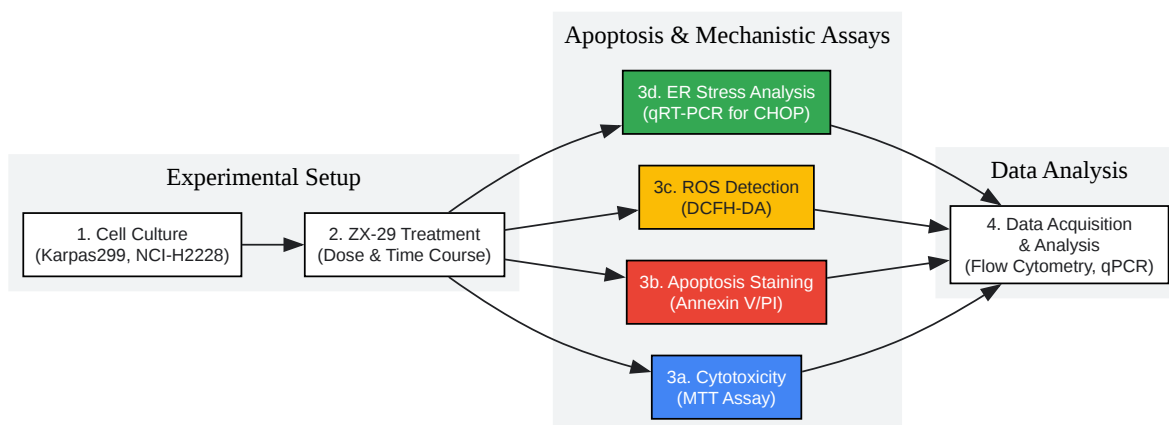 Experimental Setup
1. Cell Culture
(Karpas299, NCI-H2228)
2. ZX-29 Treatment
(Dose & Time Course)
Apoptosis & Mechanistic Assays
3d. ER Stress Analysis
(qRT-PCR for CHOP)
3c. ROS Detection
(DCFH-DA)
3b. Apoptosis Staining
(Annexin V/PI)
3a. Cytotoxicity
(MTT Assay)
Data Analysis
4. Data Acquisition
& Analysis
(Flow Cytometry, qPCR)